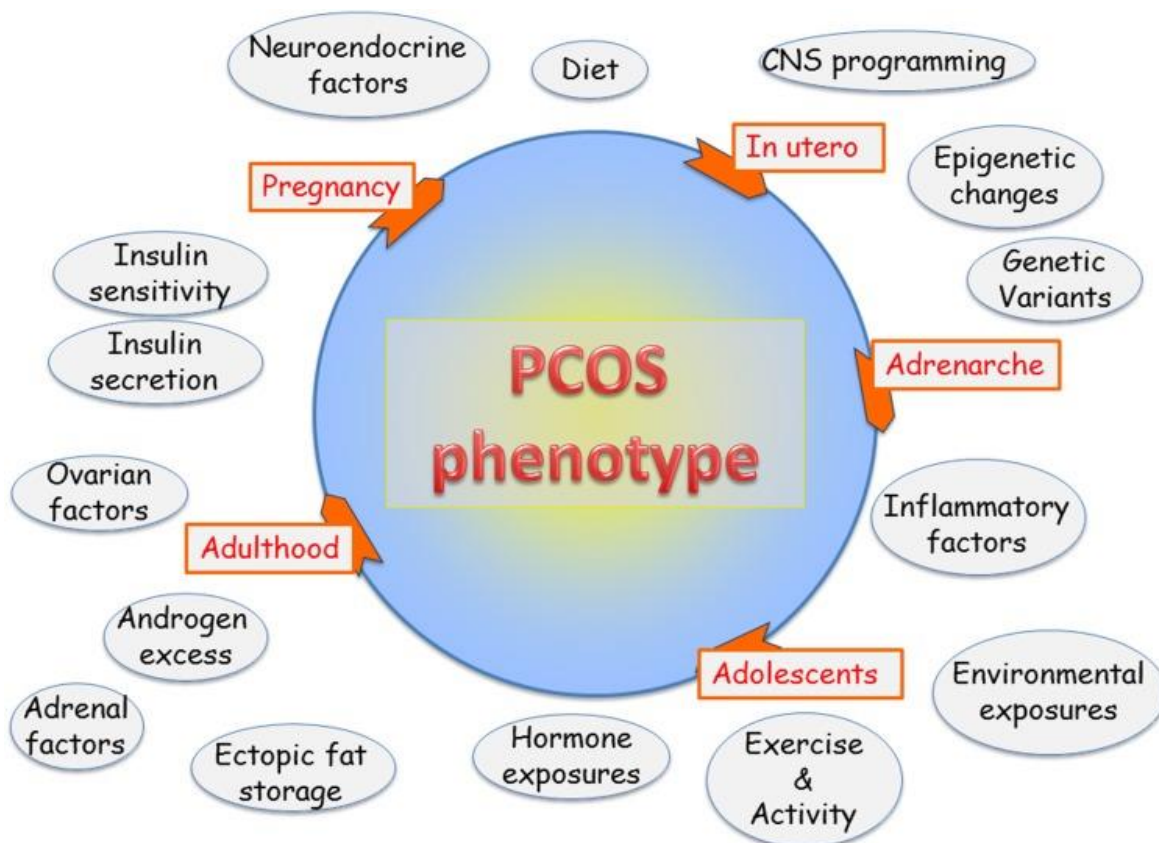 Neuroendocrine
factors
Diet
CNS programming
In utero
Epigenetic
changes
Pregnancy
Insulin
sensitivity
Genetic
Variants
Insulin
secretion
PCOS
phenotype
Adrenarche
Ovarian
factors
Inflammatory
factors
Adulthood
Androgen
excess
Adolescents
Environmental
exposures
Adrenal
factors
Ectopic fat
storage
Hormone
exposures
Exercise
&
Activity